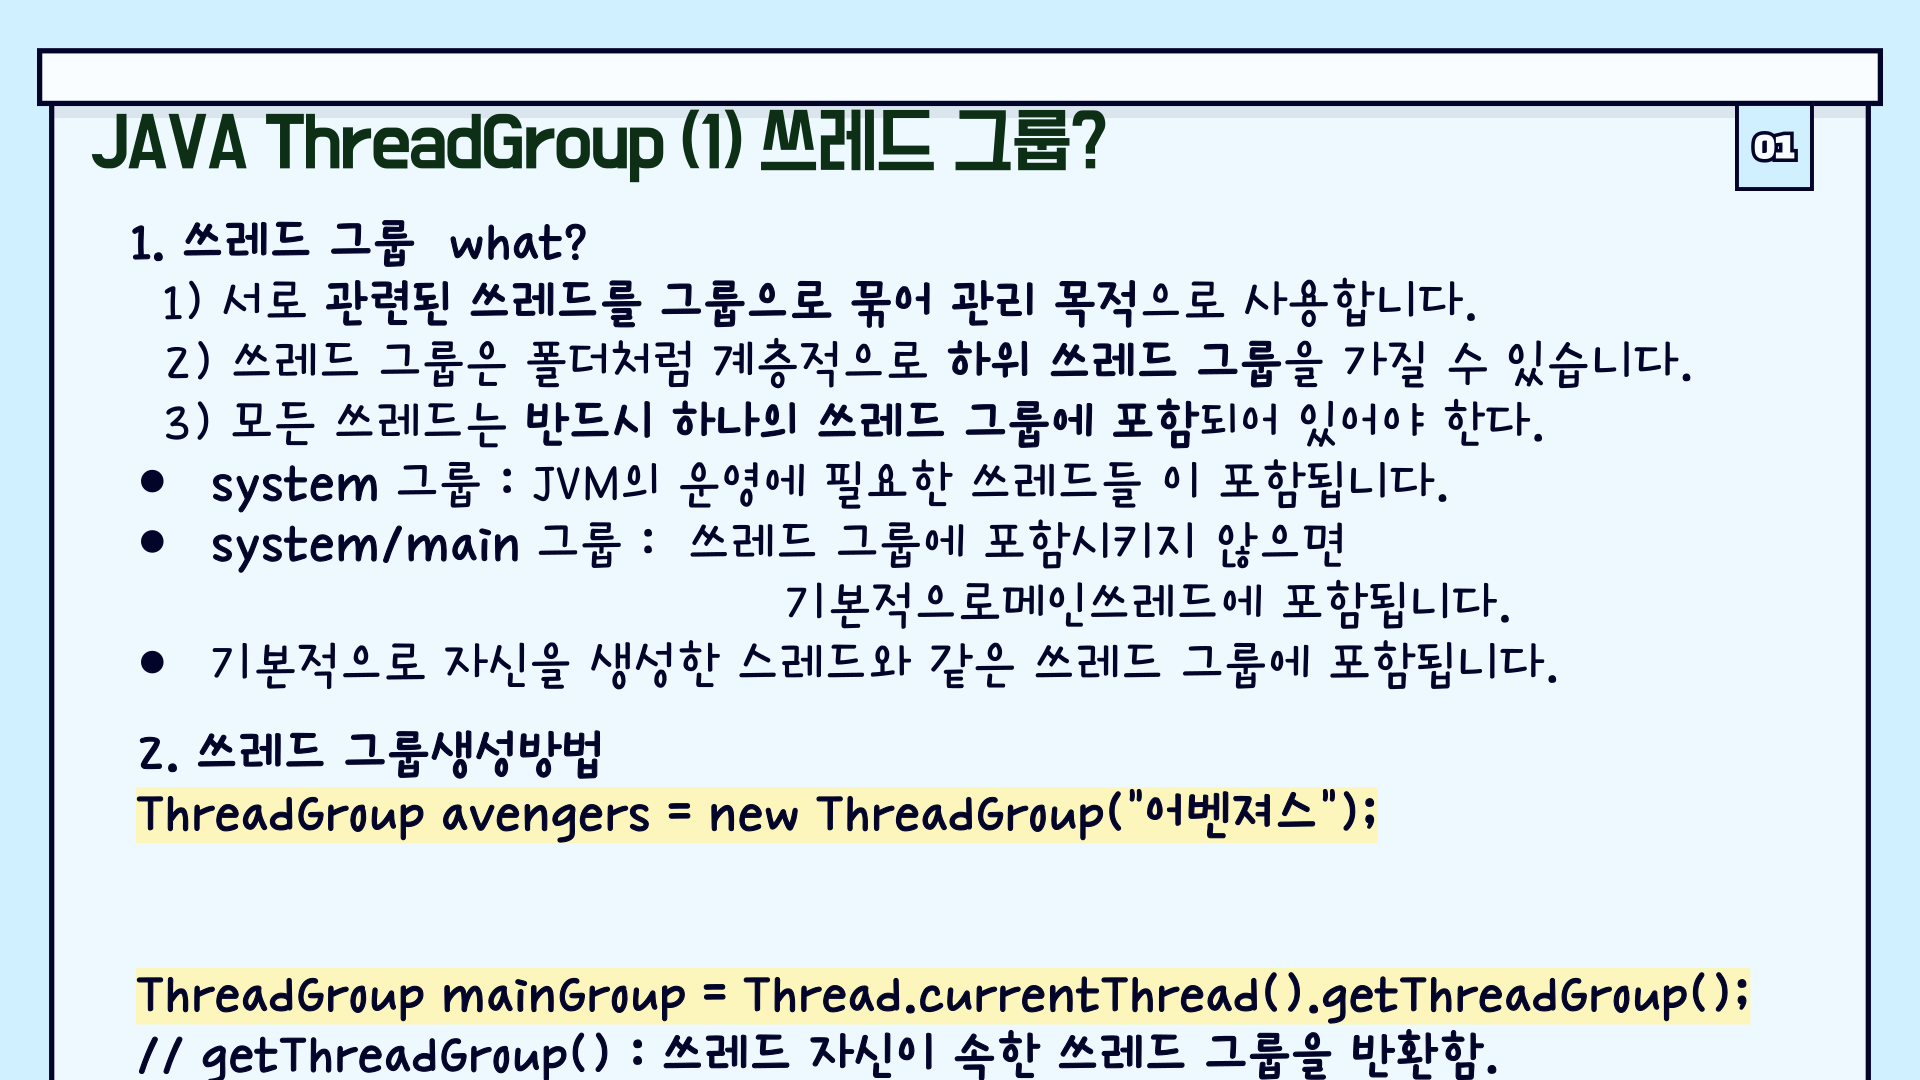 JAVA ThreadGroup (1) 쓰레드 그룹?
01
1. 쓰레드 그룹 what?
1) 서로 관련된 쓰레드를 그룹으로 묶어 관리 목적으로 사용합니다.
2) 쓰레드 그룹은 폴더처럼 계층적으로 하위 쓰레드 그룹을 가질 수 있습니다.
3) 모든 쓰레드는 반드시 하나의 쓰레드 그룹에 포함되어 있어야 한다.
● system 그룹 : JVM의 운영에 필요한 쓰레드들 이 포함됩니다.
● system/main 그룹 : 쓰레드 그룹에 포함시키지 않으면
기본적으로메인쓰레드에 포함됩니다.
● 기본적으로 자신을 생성한 스레드와 같은 쓰레드 그룹에 포함됩니다.
2. 쓰레드 그룹생성방법
ThreadGroup avengers = new ThreadGroup("어벤져스");
ThreadGroup mainGroup = Thread.currentThread().getThreadGroup();
// getThreadGroup() : 쓰레드 자신이 속한 쓰레드 그룹을 반환함.